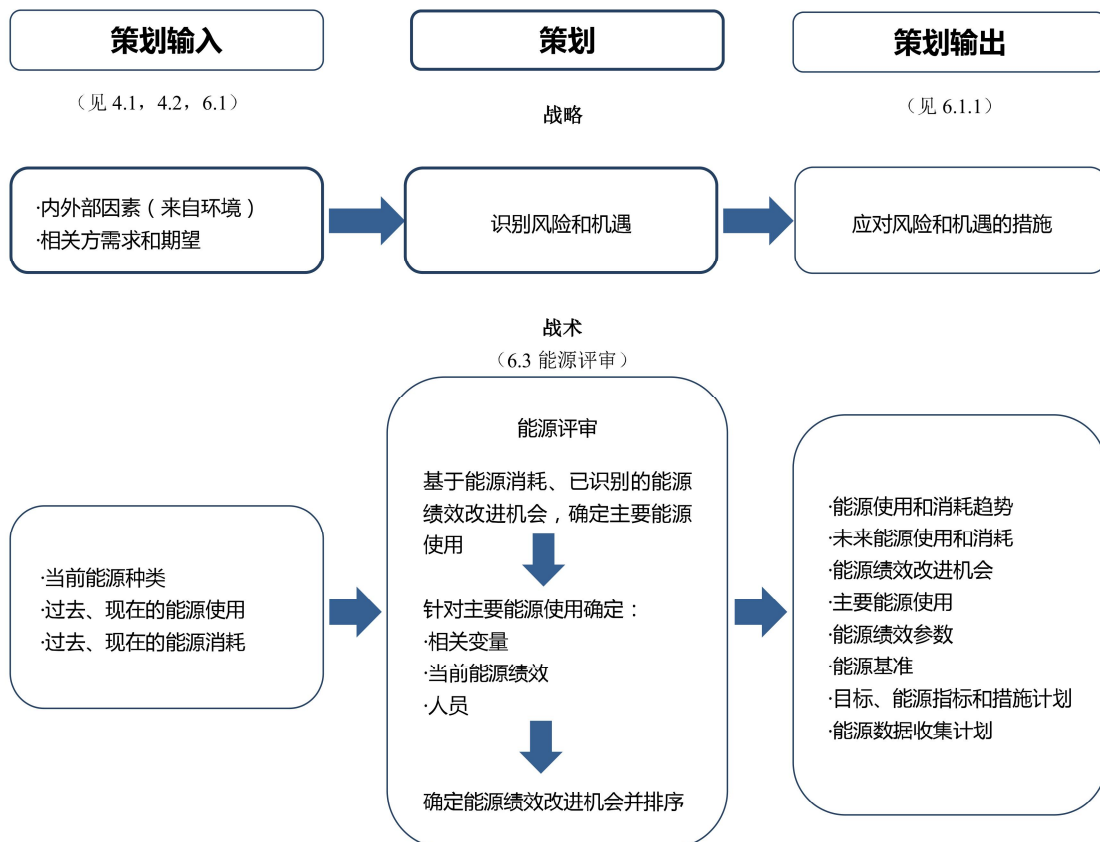 策划输入
策划
策划输出
（见 4.1，4.2，6.1）
战略
（见 6.1.1）
·内外部因素（来自环境）
·相关方需求和期望
识别风险和机遇
应对风险和机遇的措施
战术
（6.3 能源评审）
·当前能源种类
·过去、现在的能源使用
·过去、现在的能源消耗
能源评审
基于能源消耗、已识别的能源
绩效改进机会，确定主要能源
使用
针对主要能源使用确定：
·相关变量
·当前能源绩效
·人员
确定能源绩效改进机会并排序
·能源使用和消耗趋势
·未来能源使用和消耗
·能源绩效改进机会
·主要能源使用
·能源绩效参数
·能源基准
·目标、能源指标和措施计划
·能源数据收集计划